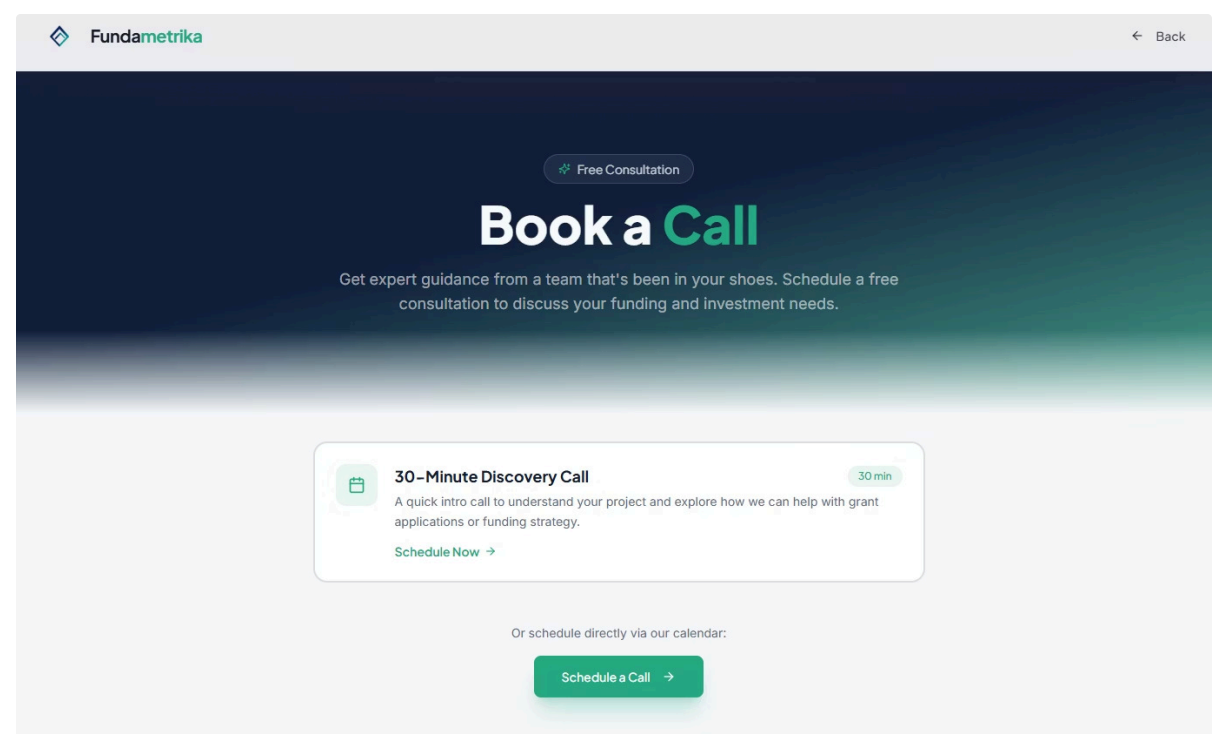 Fundametrika
Back
Free Consultation
Book a Call
Get expert guidance from a team that's been in your shoes. Schedule a free
consultation to discuss your funding and investment needs.
30-Minute Discovery Call
30 min
A quick intro call to understand your project and explore how we can help with grant
applications or funding strategy.
Schedule Now
Or schedule directly via our calendar:
Schedule a Call